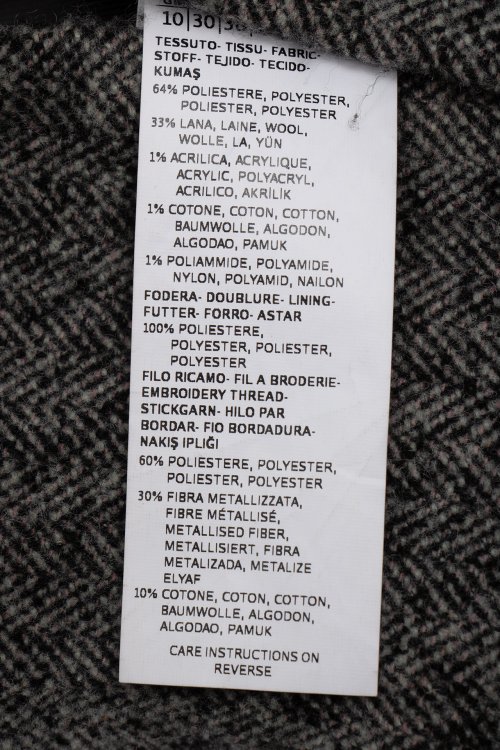 10|30|3
TESSUTO- TISSU- FABRIC-
STOFF- TEJIDO- TECIDO-
KUMAŞ
64% POLIESTERE, POLYESTER,
POLIESTER, POLYESTER
33% LANA, LAINE, WOOL,
WOLLE, LA, YÜN
1% ACRILICA, ACRYLIQUE,
ACRYLIC, POLYACRYL,
ACRILICO, AKRİLİK
1% COTONE, COTON, COTTON,
BAUMWOLLE, ALGODON,
ALGODAO, PAMUK
1% POLIAMMIDE, POLYAMIDE,
NYLON, POLYAMID, NAILON
FODERA- DOUBLURE- LINING-
FUTTER- FORRO- ASTAR
100% POLIESTERE,
POLYESTER, POLIESTER,
POLYESTER
FILO RICAMO- FIL A BRODERIE-
EMBROIDERY THREAD-
STICKGARN- HILO PAR
BORDAR- FIO BORDADURA-
NAKIŞ IPLIĞI
60% POLIESTERE, POLYESTER,
POLIESTER, POLYESTER
30% FIBRA METALLIZZATA,
FIBRE MÉTALLISÉ,
METALLISED FIBER,
METALLISIERT, FIBRA
METALIZADA, METALIZE
ELYAF
10% COTONE, COTON, COTTON,
BAUMWOLLE, ALGODON,
ALGODAO, PAMUK
CARE INSTRUCTIONS ON
REVERSE